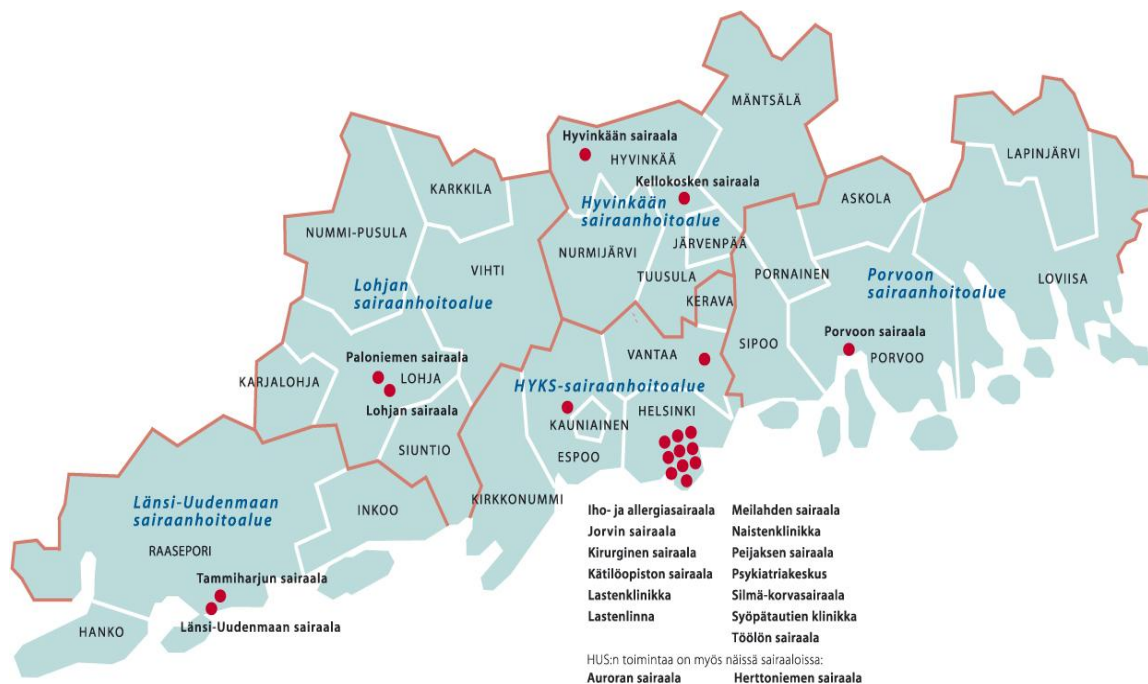 MÄNTSÄLÄ
Hyvinkään sairaala
HYVINKÄÄ
LAPINJÄRVI
KARKKILA
Kellokosken sairaala
ASKOLA
Hyvinkään
sairaanhoitoalue
NUMMI-PUSULA
NURMIJÄRVI
JÄRVENPÄÄ
VIHTI
TUUSULA
PORNAINEN
Porvoon
sairaanhoitoalue
LOVIISA
Lohjan
sairaanhoitoalue
KERAVA
Porvoon sairaala
SIPOO
PORVOO
Paloniemen sairaala
VANTAA
KARJALOHJA
LOHJA
HYKS-sairaanhoitoalue
Lohjan sairaala
HELSINKI
KAUNIAINEN
SIUNTIO
ESPOO
Länsi-Uudenmaan
sairaanhoitoalue
INKOO
KIRKKONUMMI
RAASEPORI
Tammiharjun sairaala
HANKO
Länsi-Uudenmaan sairaala
Iho- ja allergiasairaala
Jorvin sairaala
Kirurginen sairaala
Kätilöopiston sairaala
Lastenklinikka
Lastenlinna
Meilahden sairaala
Naistenklinikka
Peijaksen sairaala
Psykiatriakeskus
Silmä-korvasairaala
Syöpätautien klinikka
Töölön sairaala
HUS:n toimintaa on myös näissä sairaaloissa:
Auroran sairaala
Herttoniemen sairaala